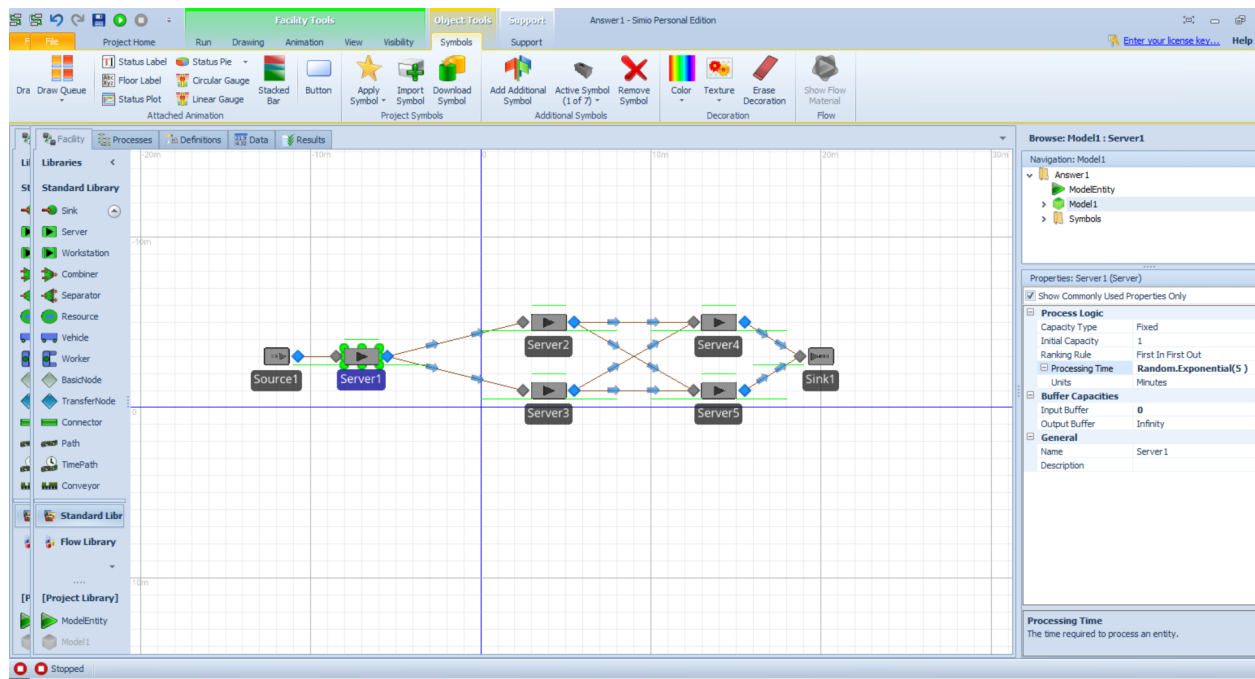 Facility Tools Object Tools Support Answer1 - Simio Personal Edition
F File Project Home Run Drawing Animation View Visibility Symbols Support Enter your license key... Help
Dra Draw Queue
Status Label
Floor Label
Status Plot
Status Pie
Circular Gauge
Linear Gauge
Stacked Bar
Button
Apply Symbol
Import Symbol
Download Symbol
Add Additional Symbol
Active Symbol (1 of 7)
Remove Symbol
Color
Texture
Erase Decoration
Show Flow Material
Attached Animation Project Symbols Additional Symbols Decoration Flow
Facility Processes Definitions Data Results
Li Libraries
St Standard Library
Sink
Server
Workstation
Combiner
Separator
Resource
Vehicle
Worker
BasicNode
TransferNode
Connector
Path
TimePath
Conveyor
Standard Libr
Flow Library
[P [Project Library]
ModelEntity
Model1
-20m -10m 0 10m 20m 30m
-10m
0
10m
Source1
Server1
Server2
Server3
Server4
Server5
Sink1
Browse: Model1 : Server1
Navigation: Model1
Answer1
ModelEntity
Model1
Symbols
Properties: Server1 (Server)
Show Commonly Used Properties Only
Process Logic
Capacity Type Fixed
Initial Capacity 1
Ranking Rule First In First Out
Processing Time Random.Exponential(5 )
Units Minutes
Buffer Capacities
Input Buffer 0
Output Buffer Infinity
General
Name Server1
Description
Processing Time
The time required to process an entity.
Stopped